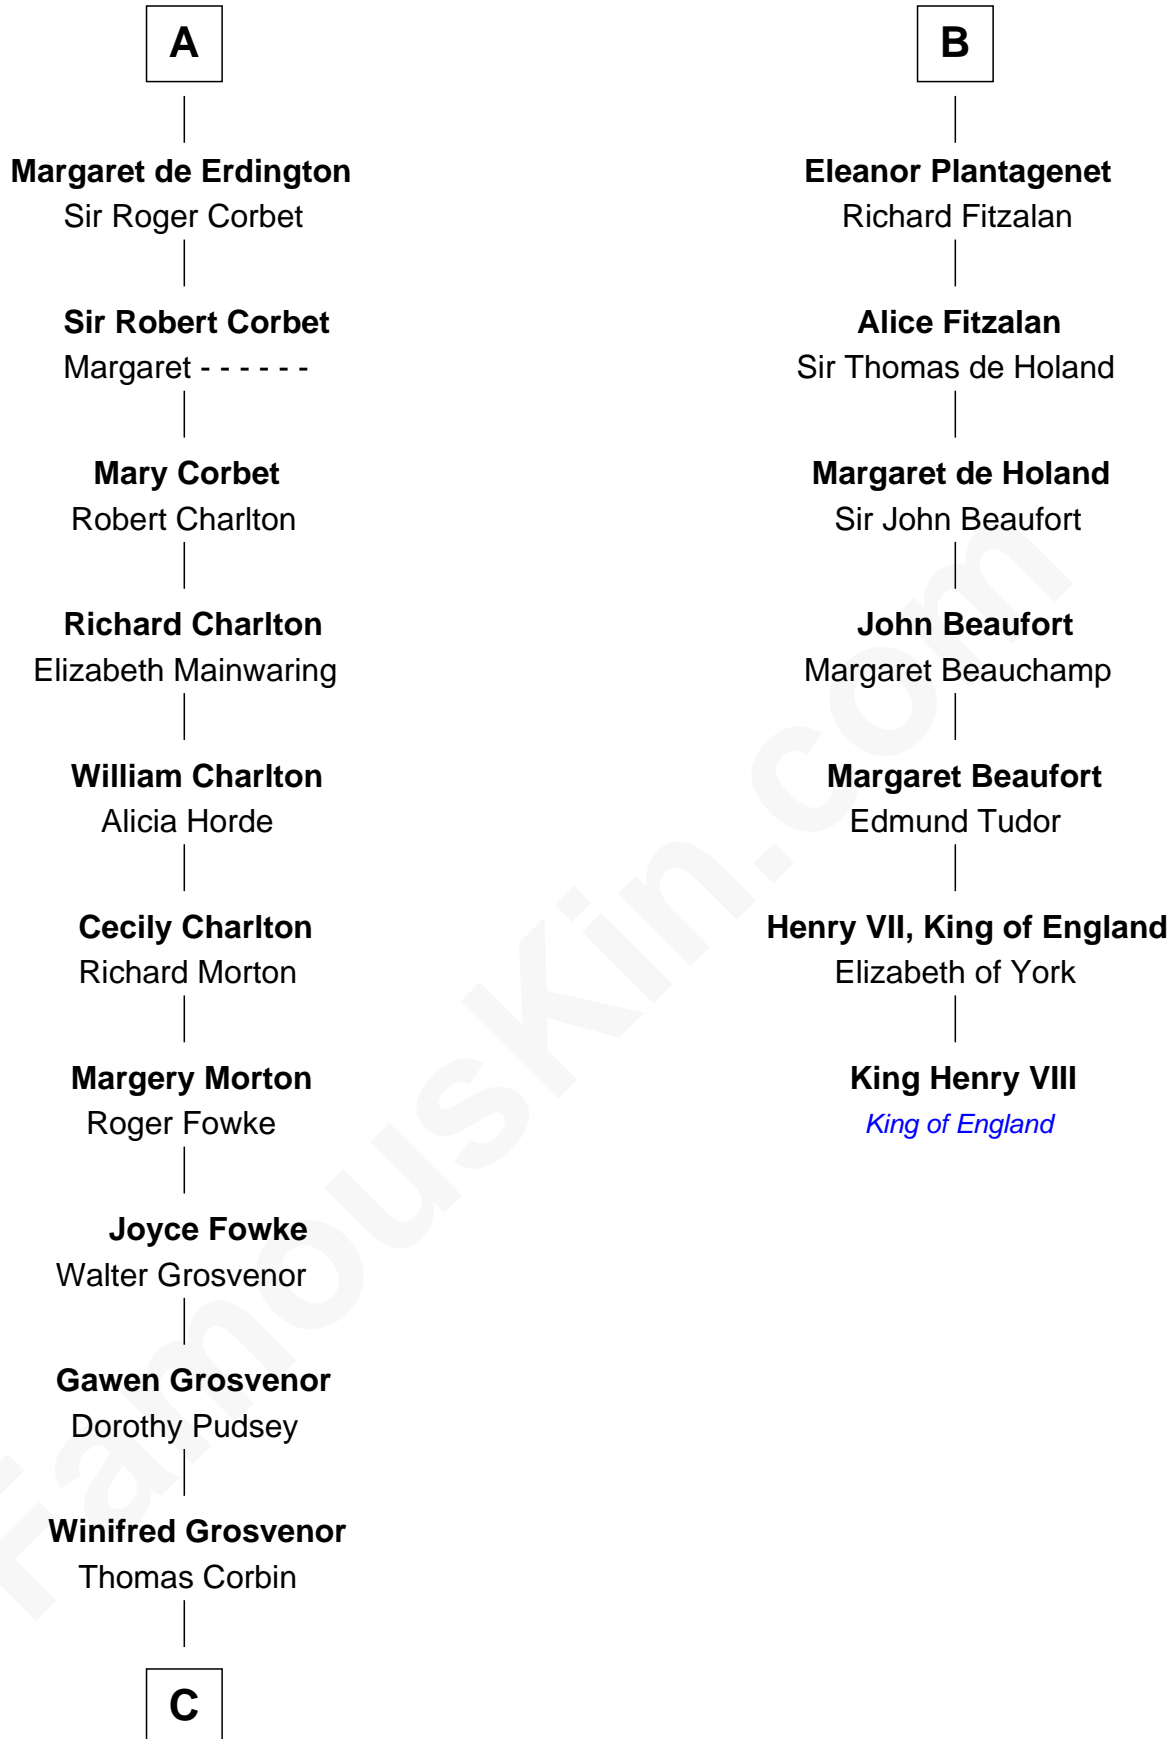 A
Margaret de Erdington
Sir Roger Corbet
Sir Robert Corbet
Margaret - - - - - -
Mary Corbet
Robert Charlton
Richard Charlton
Elizabeth Mainwaring
William Charlton
Alicia Horde
Cecily Charlton
Richard Morton
Margery Morton
Roger Fowke
Joyce Fowke
Walter Grosvenor
Gawen Grosvenor
Dorothy Pudsey
Winifred Grosvenor
Thomas Corbin
C
B
Eleanor Plantagenet
Richard Fitzalan
Alice Fitzalan
Sir Thomas de Holand
Margaret de Holand
Sir John Beaufort
John Beaufort
Margaret Beauchamp
Margaret Beaufort
Edmund Tudor
Henry VII, King of England
Elizabeth of York
King Henry VIII
King of England
FamousKin.com